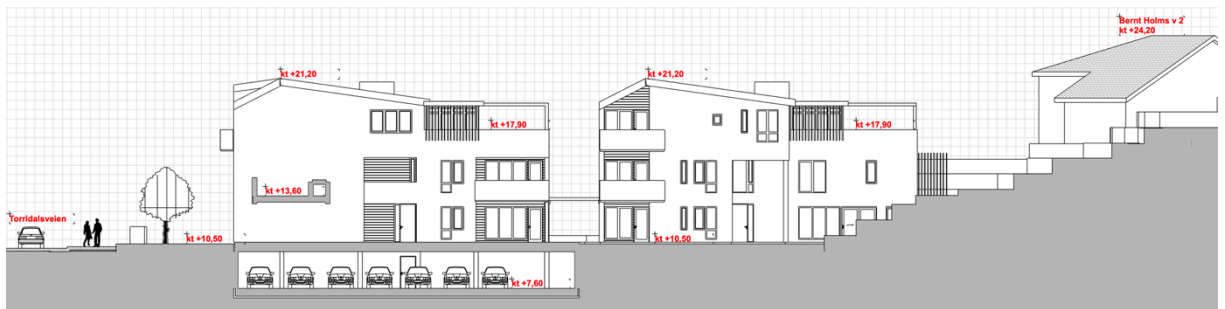 Bernt Holms v 2
kt +24,20
kt +21,20
kt +21,20
kt +17,90
kt +17,90
kt +13,60
Torridalsveien
kt +10,50
kt +10,50
kt +7,60